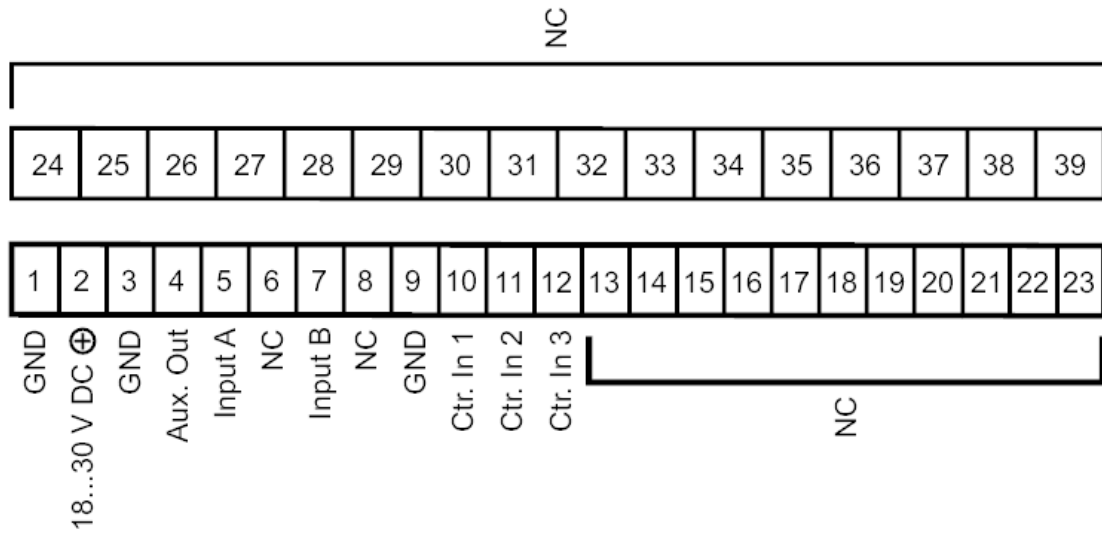 NC
24 25 26 27 28 29 30 31 32 33 34 35 36 37 38 39
1 2 3 4 5 6 7 8 9 10 11 12 13 14 15 16 17 18 19 20 21 22 23
GND
18...30 V DC ⊕
GND
Aux. Out
Input A
NC
Input B
NC
GND
Ctr. In 1
Ctr. In 2
Ctr. In 3
NC